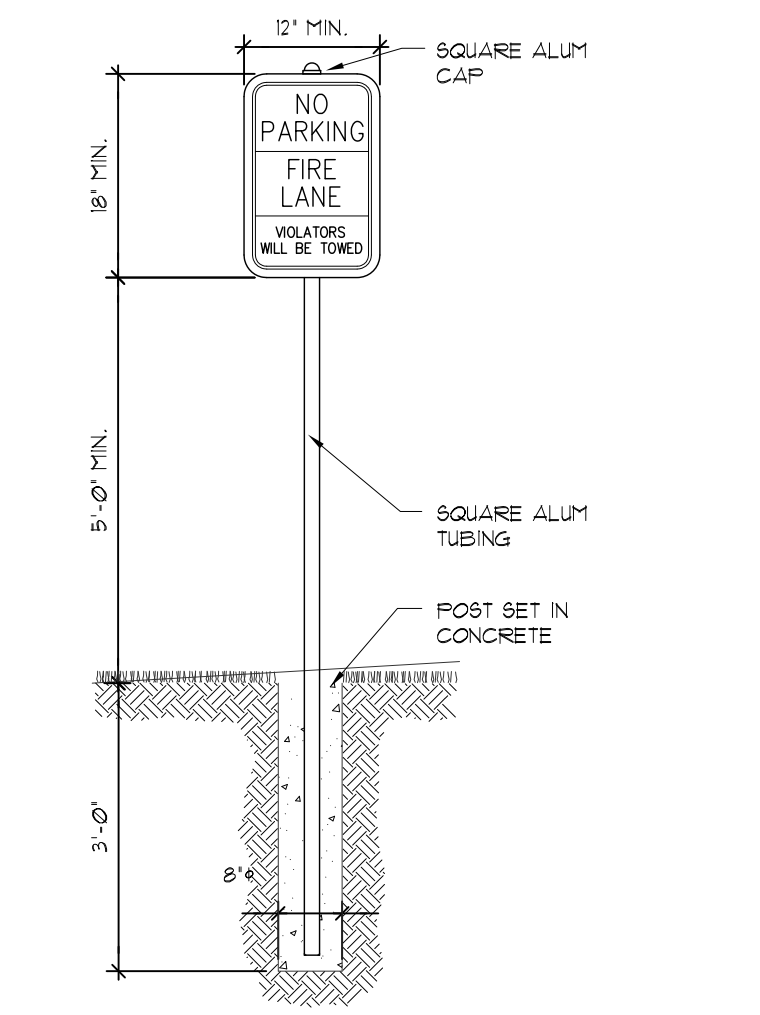 12" MIN.
SQUARE ALUM
CAP
18" MIN.
NO
PARKING
FIRE
LANE
VIOLATORS
WILL BE TOWED
5'-0" MIN.
SQUARE ALUM
TUBING
POST SET IN
CONCRETE
3'-0"
8"ø